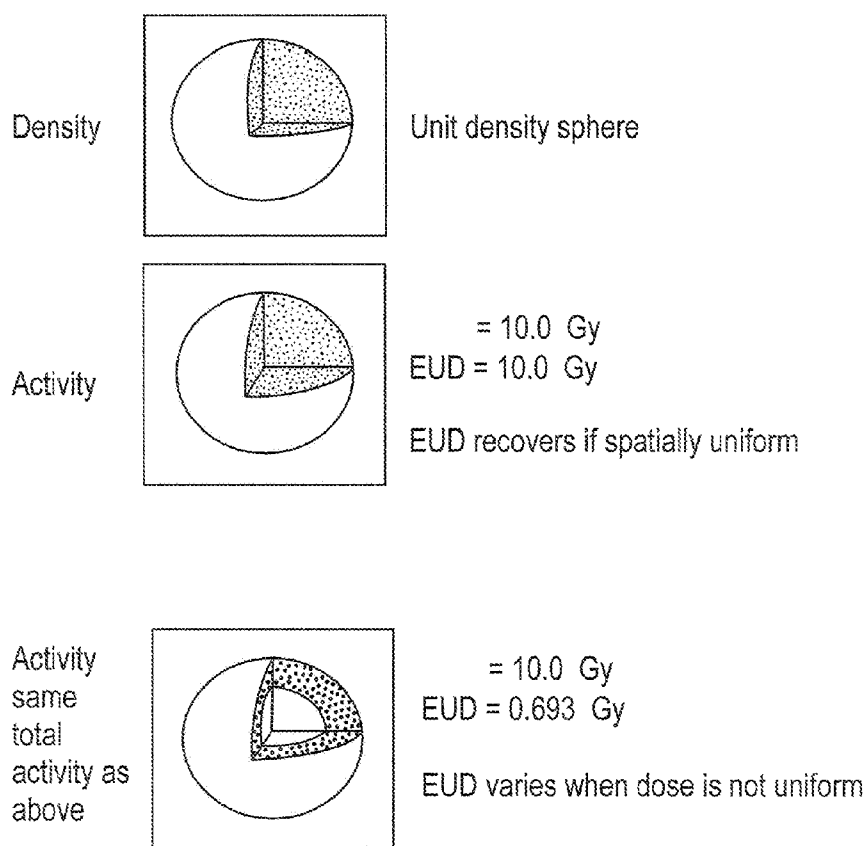 Density
Unit density sphere
Activity
= 10.0 Gy
EUD = 10.0 Gy
EUD recovers if spatially uniform
Activity
same
total
activity as
above
= 10.0 Gy
EUD = 0.693 Gy
EUD varies when dose is not uniform